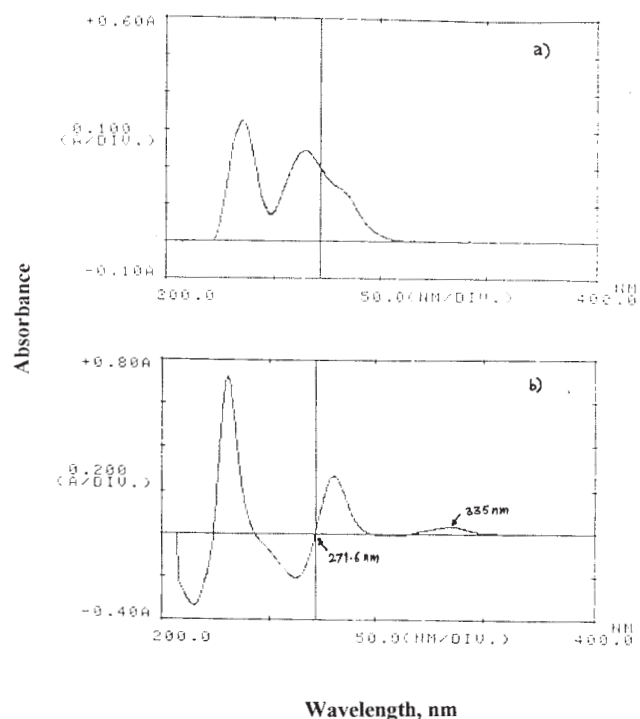 +0.60A
a)
0.100
(A/DIV.)
-0.10A
200.0
50.0(NM/DIV.)
NM
400.0
Absorbance
+0.80A
b)
0.200
(A/DIV.)
335 nm
271.6 nm
-0.40A
200.0
50.0(NM/DIV.)
NM
400.0
Wavelength, nm